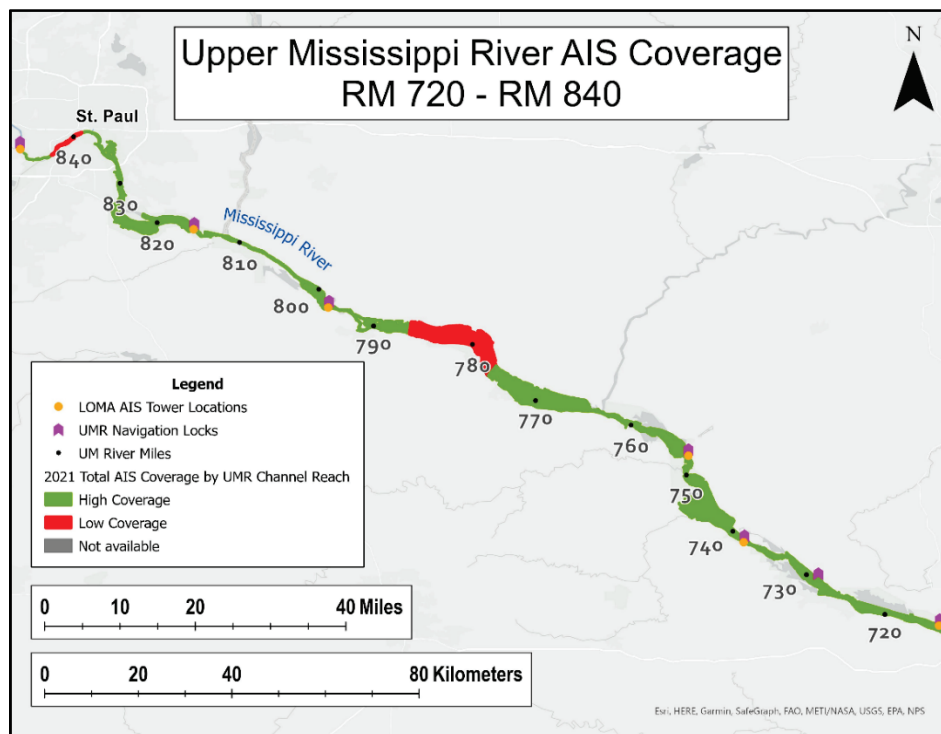 Upper Mississippi River AIS Coverage
RM 720 - RM 840
N
St. Paul
840
830
820
Mississippi River
810
800
790
780
770
760
750
740
730
720
Legend
LOMA AIS Tower Locations
UMR Navigation Locks
UM River Miles
2021 Total AIS Coverage by UMR Channel Reach
High Coverage
Low Coverage
Not available
0 10 20 40 Miles
0 20 40 80 Kilometers
Esri, HERE, Garmin, SafeGraph, FAO, METI/NASA, USGS, EPA, NPS